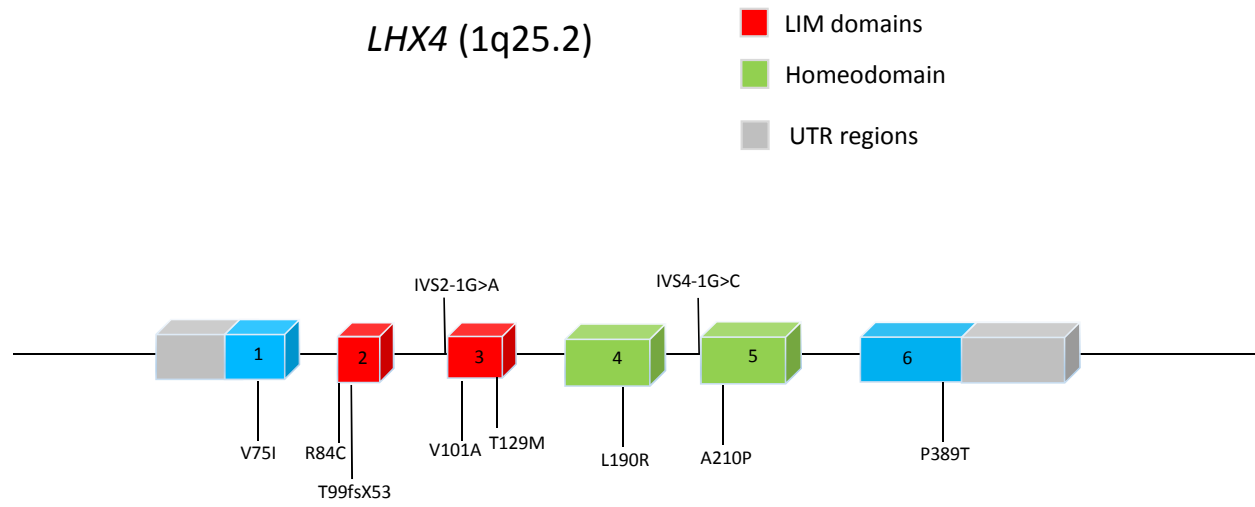 LHX4 (1q25.2)
LIM domains
Homeodomain
UTR regions
IVS2-1G>A
IVS4-1G>C
1
2
3
4
5
6
V75I
R84C
T99fsX53
V101A
T129M
L190R
A210P
P389T